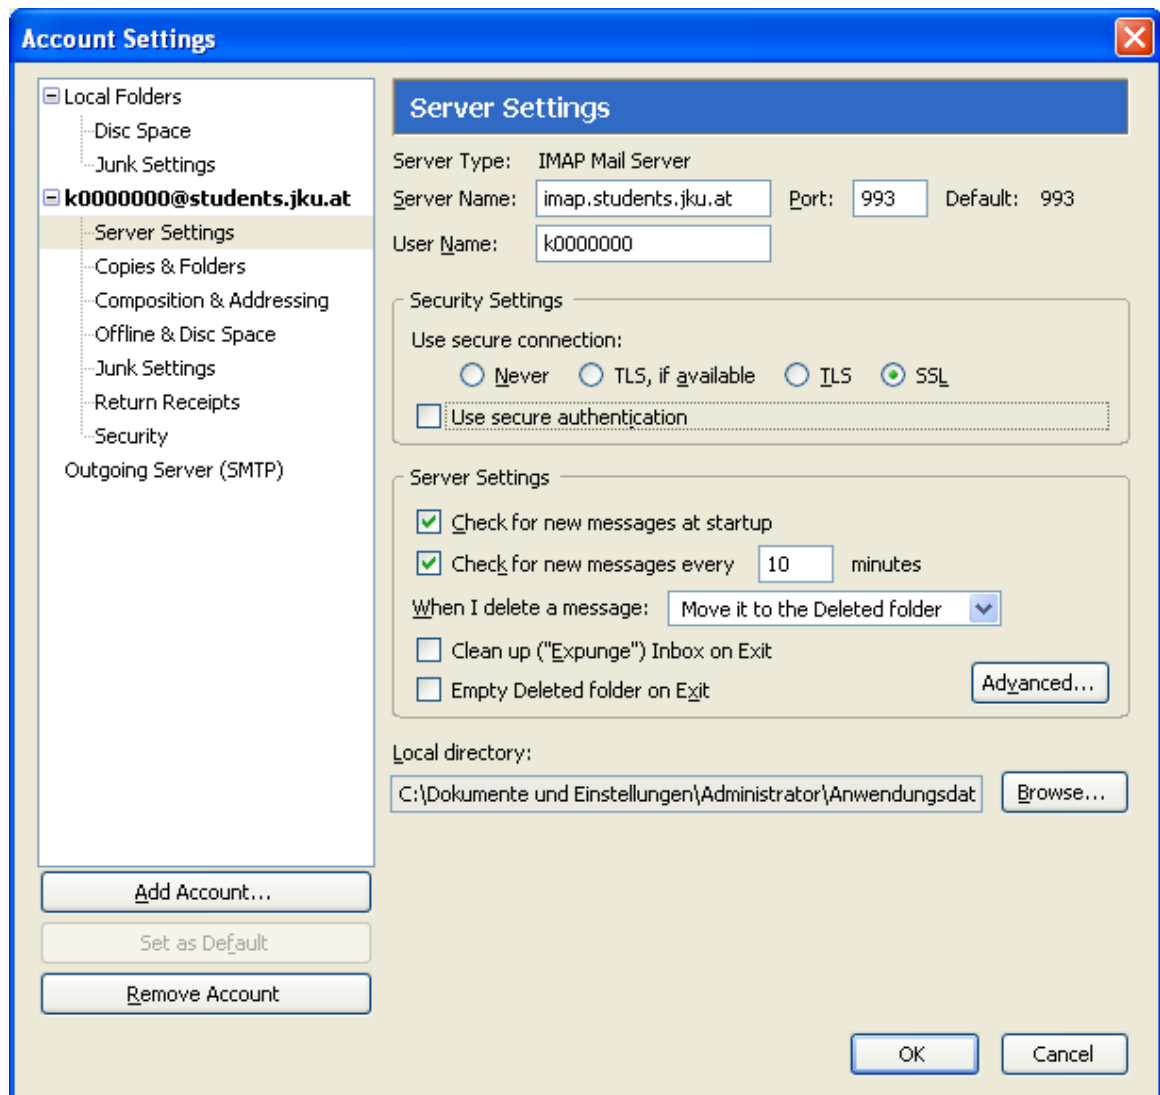 Account Settings
Local Folders
Disc Space
Junk Settings
k0000000@students.jku.at
Server Settings
Copies & Folders
Composition & Addressing
Offline & Disc Space
Junk Settings
Return Receipts
Security
Outgoing Server (SMTP)
Add Account...
Set as Default
Remove Account
Server Settings
Server Type: IMAP Mail Server
Server Name: imap.students.jku.at Port: 993 Default: 993
User Name: k0000000
Security Settings
Use secure connection:
Never TLS, if available TLS SSL
Use secure authentication
Server Settings
Check for new messages at startup
Check for new messages every 10 minutes
When I delete a message: Move it to the Deleted folder
Clean up ("Expunge") Inbox on Exit
Empty Deleted folder on Exit
Advanced...
Local directory:
C:\Dokumente und Einstellungen\Administrator\Anwendungsdat Browse...
OK Cancel